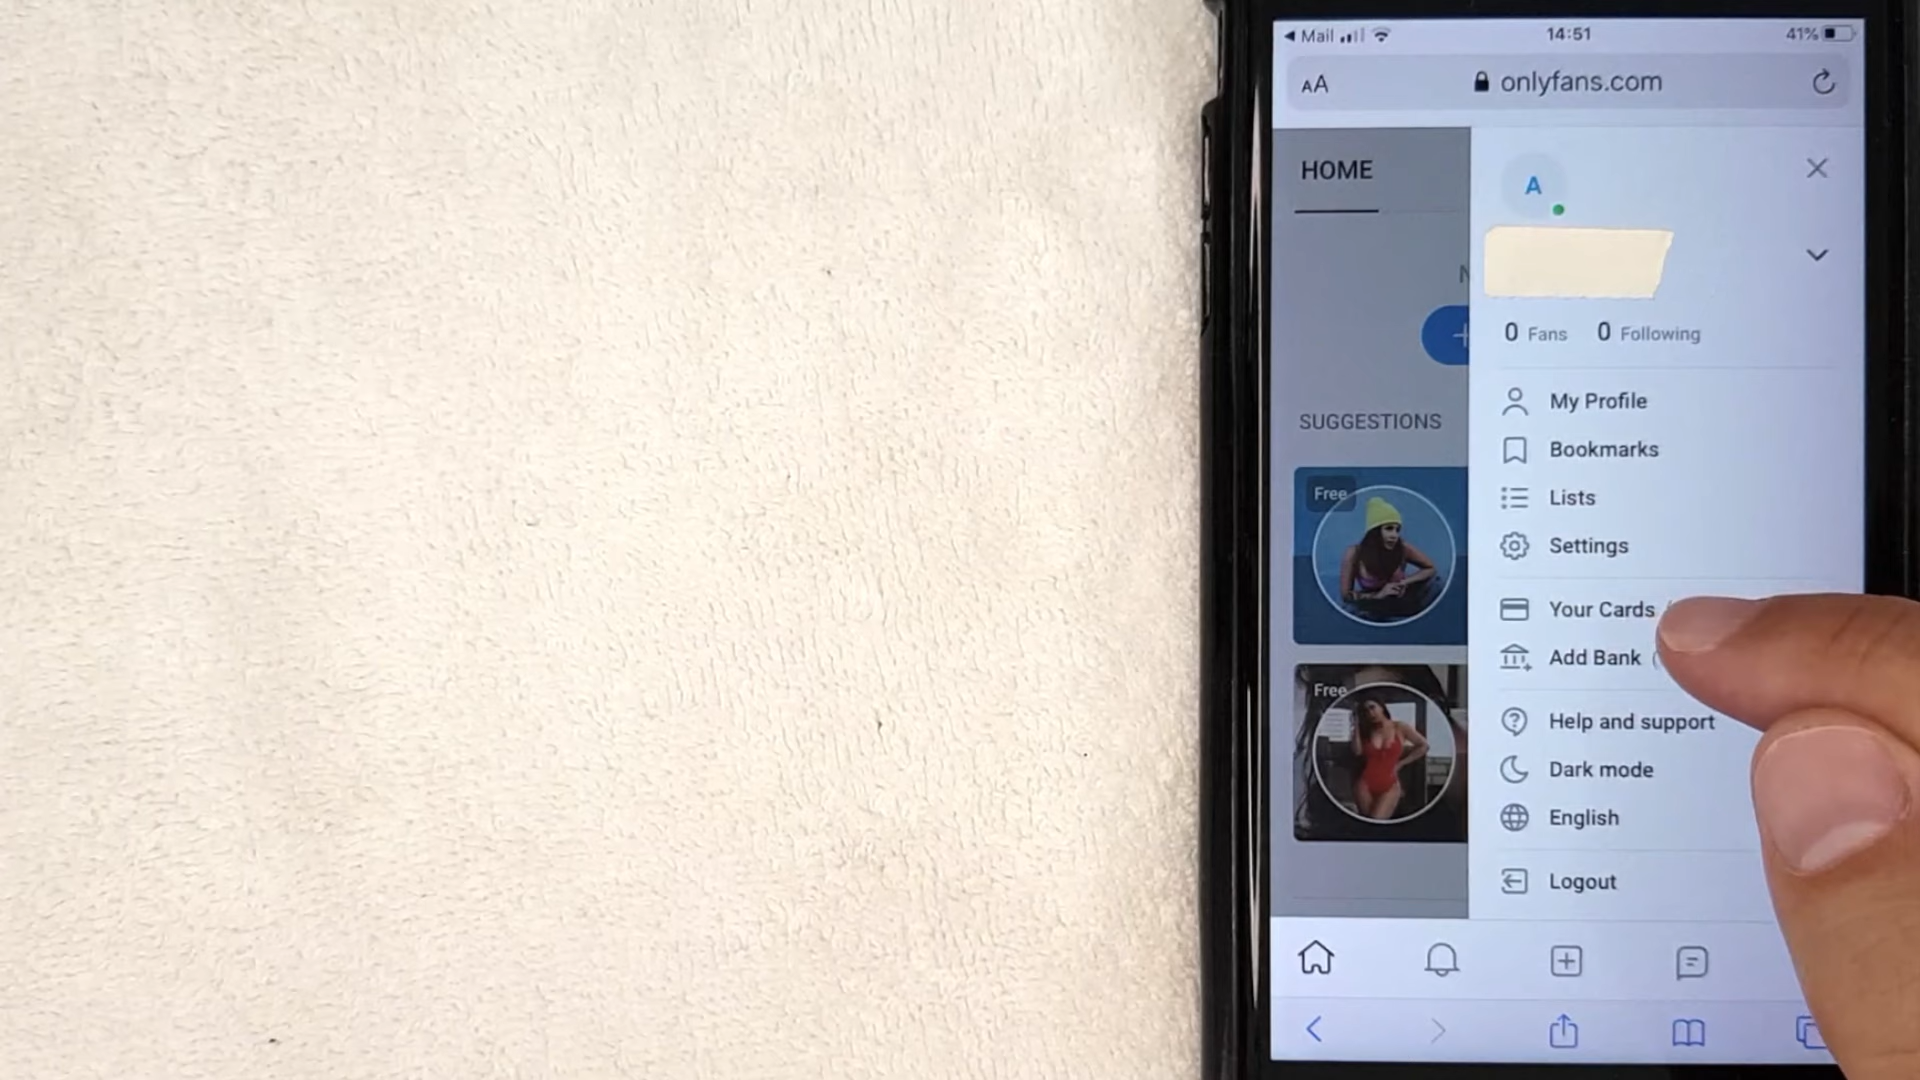 Mail 14:51 41%
AA onlyfans.com
HOME
A
0 Fans 0 Following
SUGGESTIONS
My Profile
Bookmarks
Lists
Settings
Free
Your Cards
Add Bank
Free
Help and support
Dark mode
English
Logout